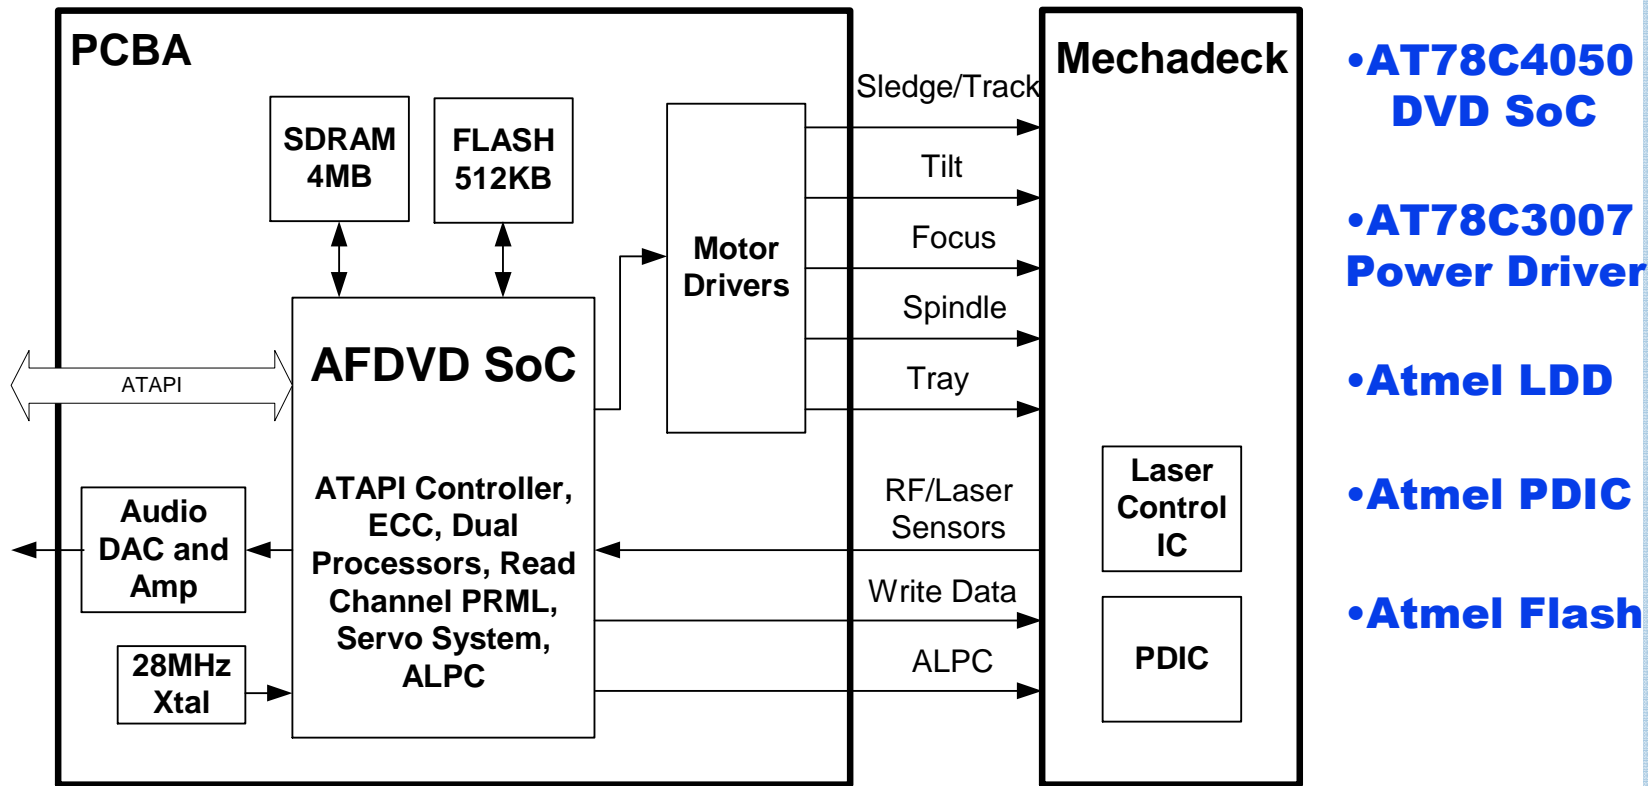 PCBA
SDRAM
4MB
FLASH
512KB
Motor
Drivers
AFDVD SoC
ATAPI Controller,
ECC, Dual
Processors, Read
Channel PRML,
Servo System,
ALPC
ATAPI
Audio
DAC and
Amp
28MHz
Xtal
Sledge/Track
Tilt
Focus
Spindle
Tray
RF/Laser
Sensors
Write Data
ALPC
Mechadeck
Laser
Control
IC
PDIC
•AT78C4050
DVD SoC
•AT78C3007
Power Driver
•Atmel LDD
•Atmel PDIC
•Atmel Flash